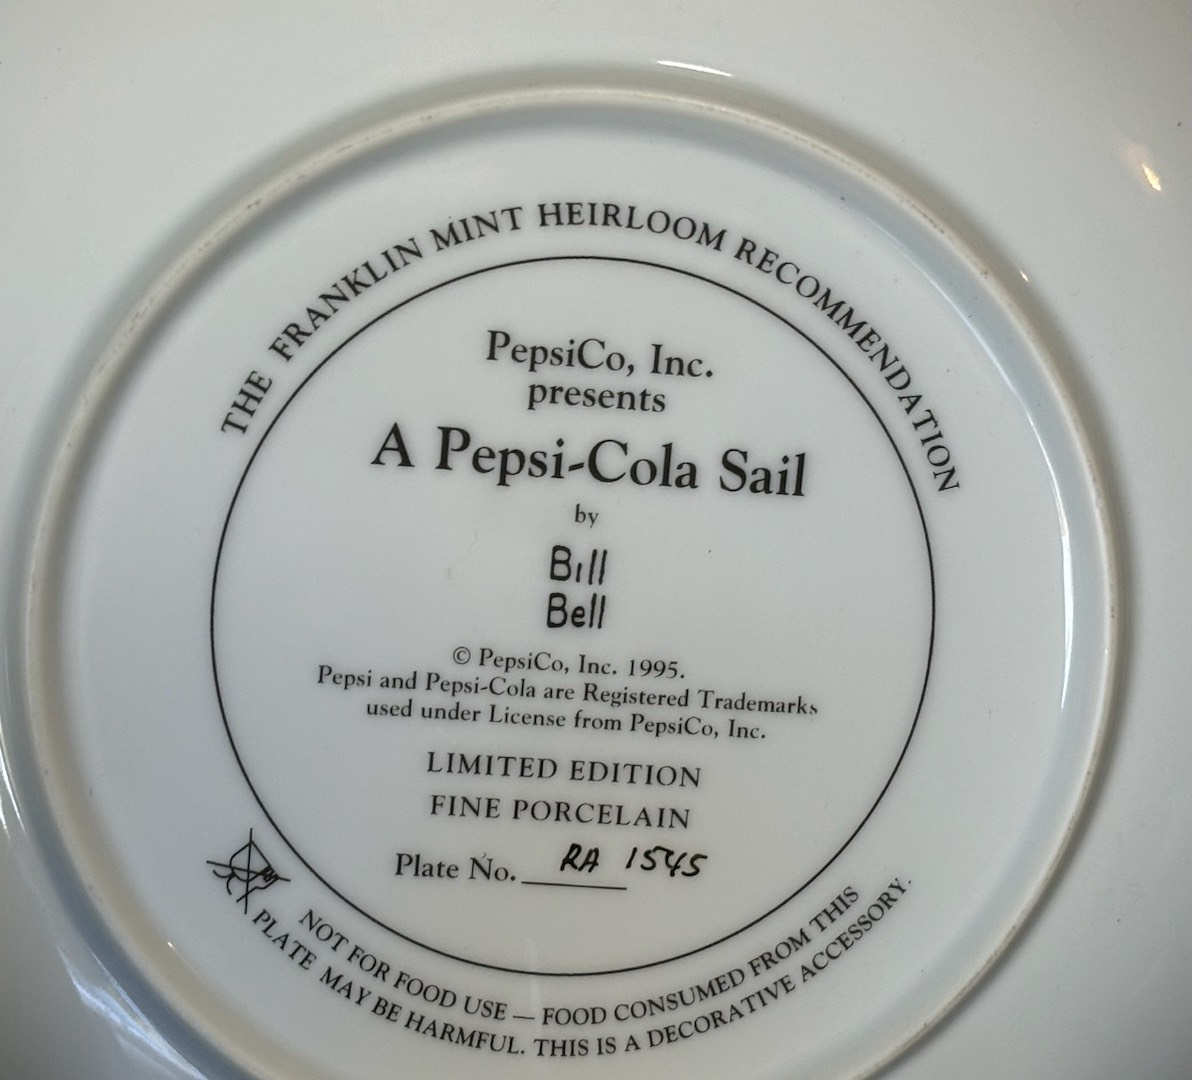 THE FRANKLIN MINT HEIRLOOM RECOMMENDATION
PepsiCo, Inc.
presents
A Pepsi-Cola Sail
by
Bill
Bell
© PepsiCo, Inc. 1995.
Pepsi and Pepsi-Cola are Registered Trademarks
used under License from PepsiCo, Inc.
LIMITED EDITION
FINE PORCELAIN
Plate No. RA 1545
NOT FOR FOOD USE — FOOD CONSUMED FROM THIS
PLATE MAY BE HARMFUL. THIS IS A DECORATIVE ACCESSORY.